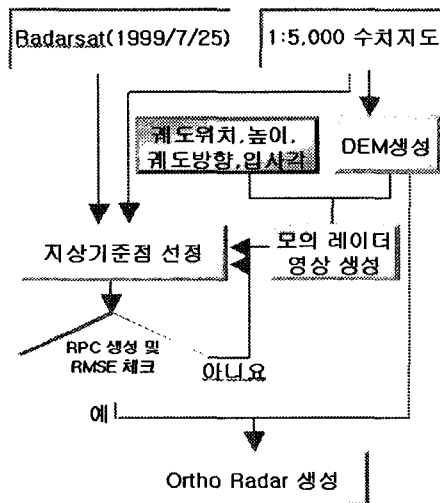 Radarsat(1999/7/25)
1:5,000 수치지도
궤도위치,높이,
궤도방향,입사각
DEM생성
지상기준점 선정
모의 레이더
영상 생성
RPC 생성 및
RMSE 체크
아니요
예
Ortho Radar 생성